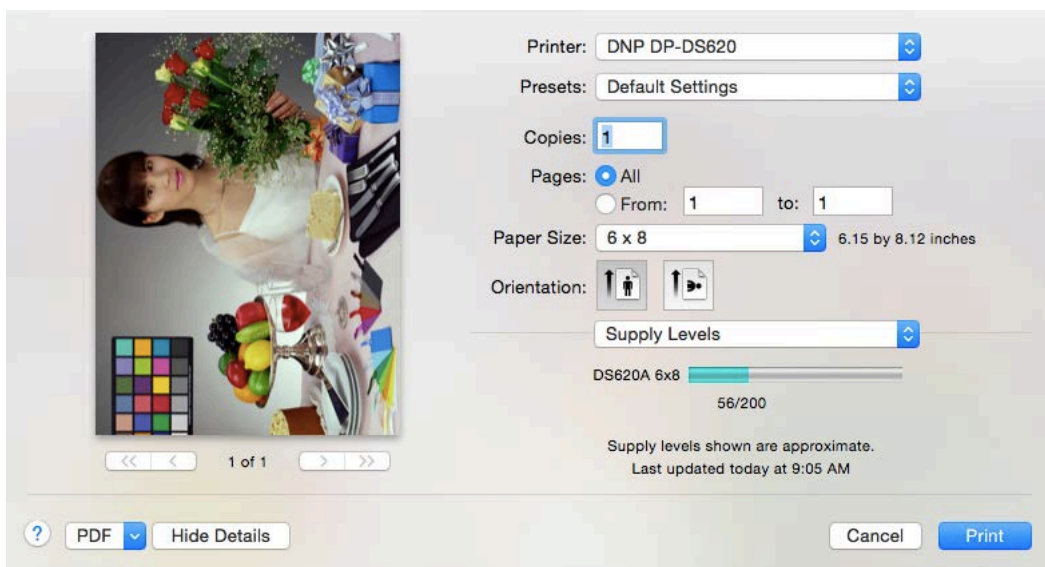 Printer: DNP DP-DS620
Presets: Default Settings
Copies: 1
Pages: All
From: 1 to: 1
Paper Size: 6 x 8 6.15 by 8.12 inches
Orientation:
Supply Levels
DS620A 6x8
56/200
Supply levels shown are approximate.
Last updated today at 9:05 AM
<< < 1 of 1 > >>
? PDF Hide Details Cancel Print